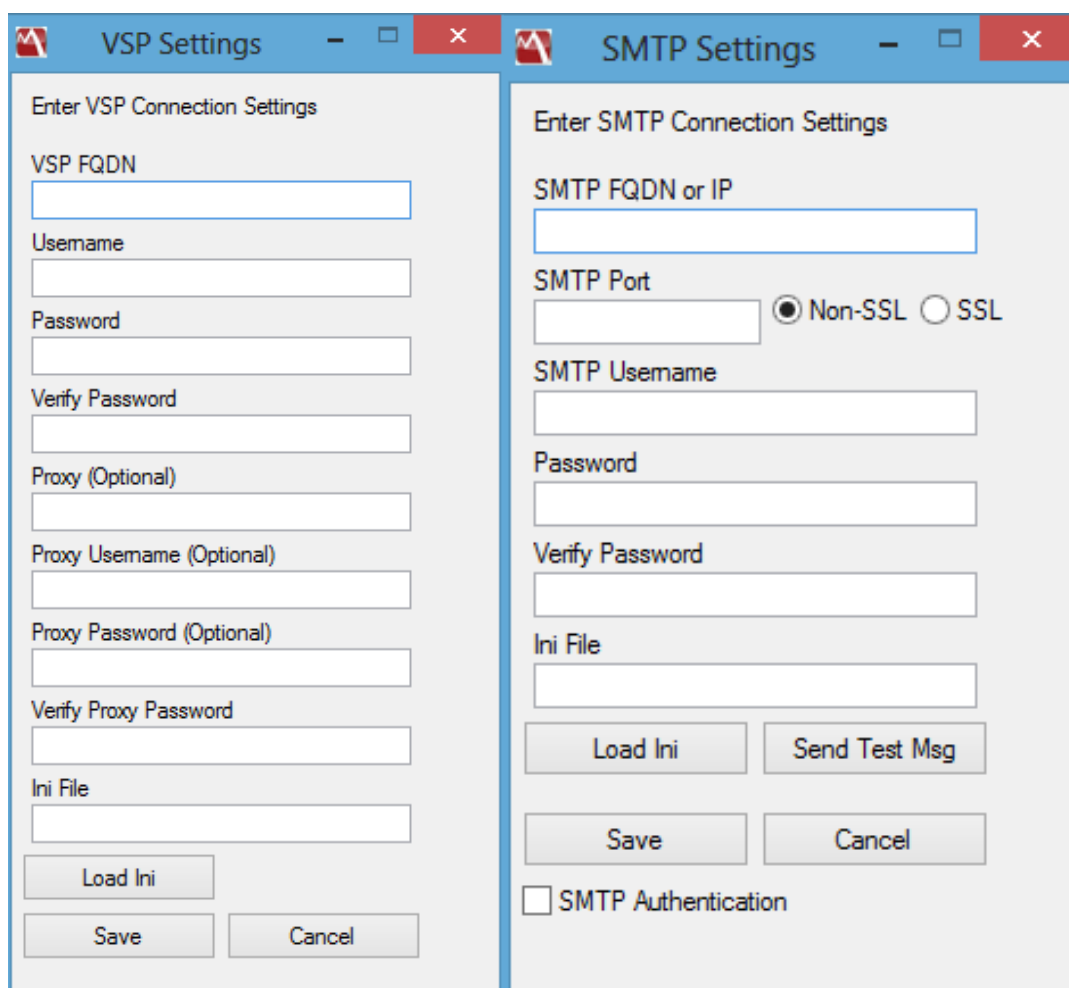 VSP Settings
Enter VSP Connection Settings
VSP FQDN
Username
Password
Verify Password
Proxy (Optional)
Proxy Username (Optional)
Proxy Password (Optional)
Verify Proxy Password
Ini File
Load Ini
Save Cancel
SMTP Settings
Enter SMTP Connection Settings
SMTP FQDN or IP
SMTP Port
Non-SSL SSL
SMTP Username
Password
Verify Password
Ini File
Load Ini Send Test Msg
Save Cancel
SMTP Authentication